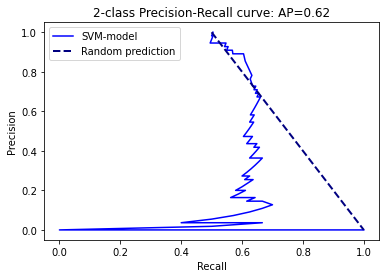 2-class Precision-Recall curve: AP=0.62
SVM-model
Random prediction
1.0
0.8
0.6
0.4
0.2
0.0
Precision
0.0 0.2 0.4 0.6 0.8 1.0
Recall